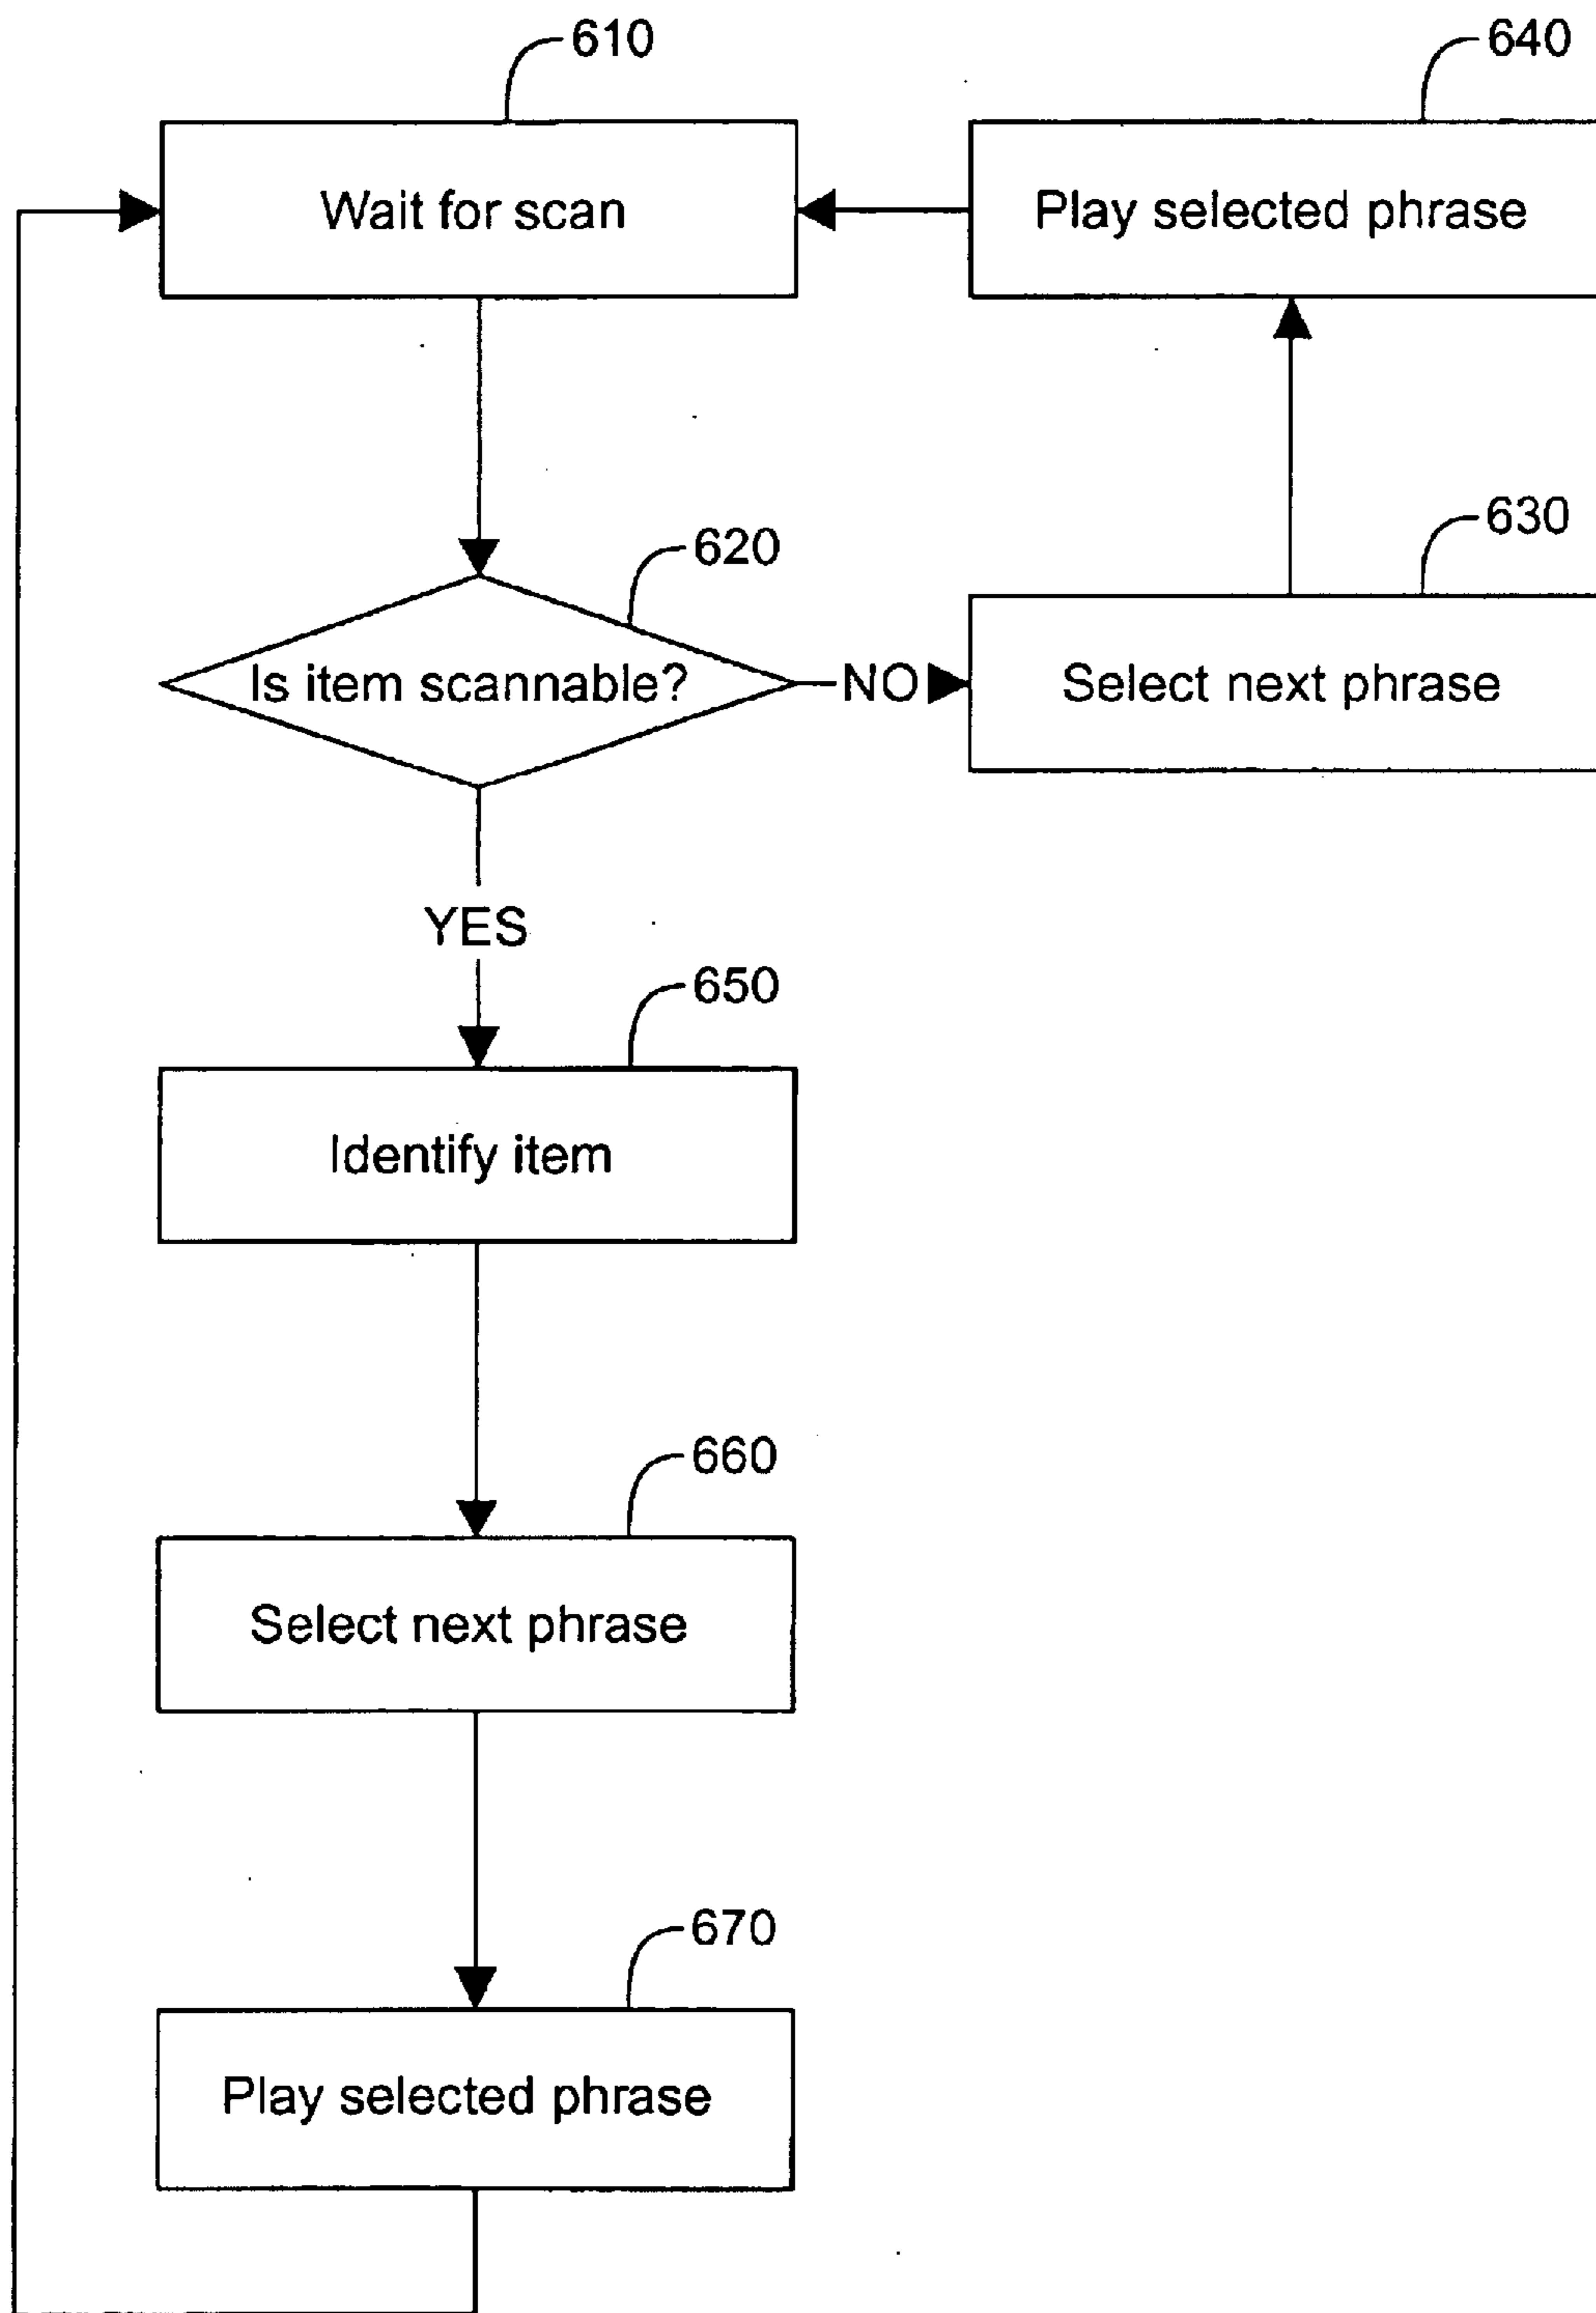 610
640
Wait for scan
Play selected phrase
620
630
Is item scannable?
NO
Select next phrase
YES
650
Identify item
660
Select next phrase
670
Play selected phrase